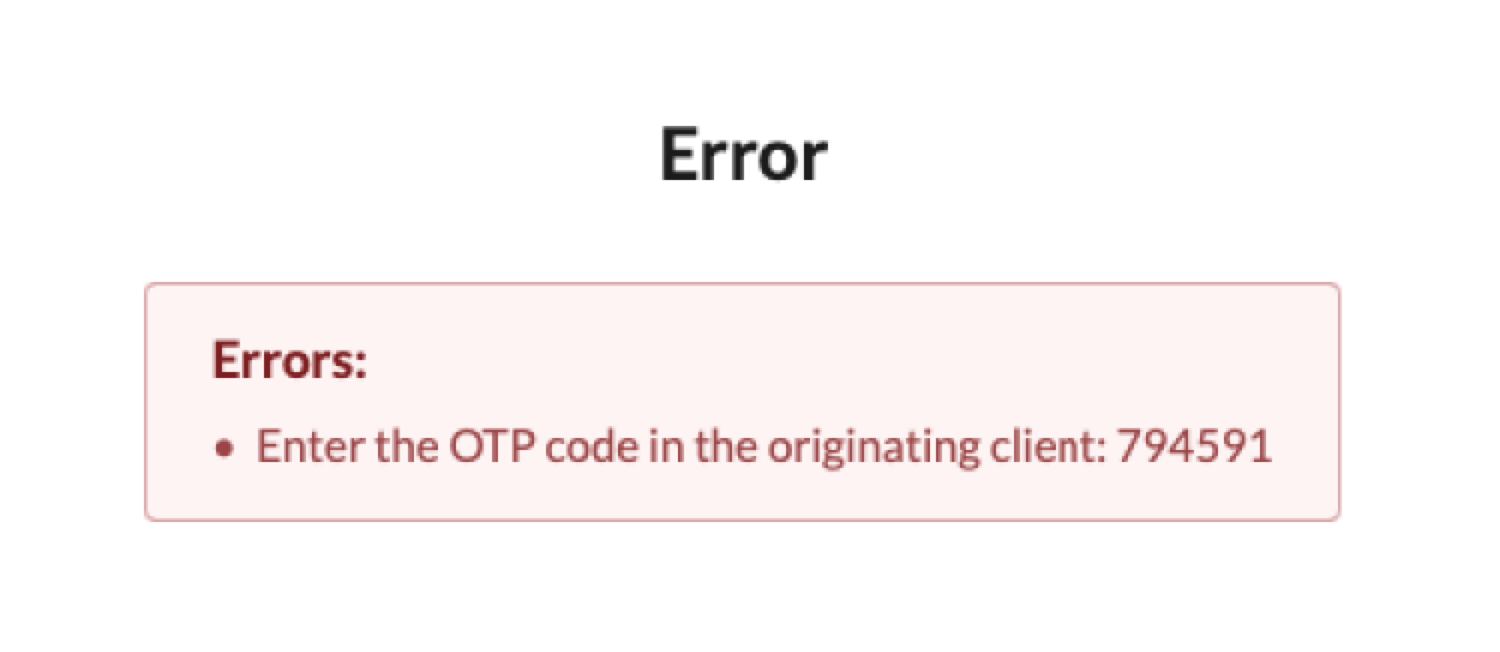 Error
Errors:
• Enter the OTP code in the originating client: 794591